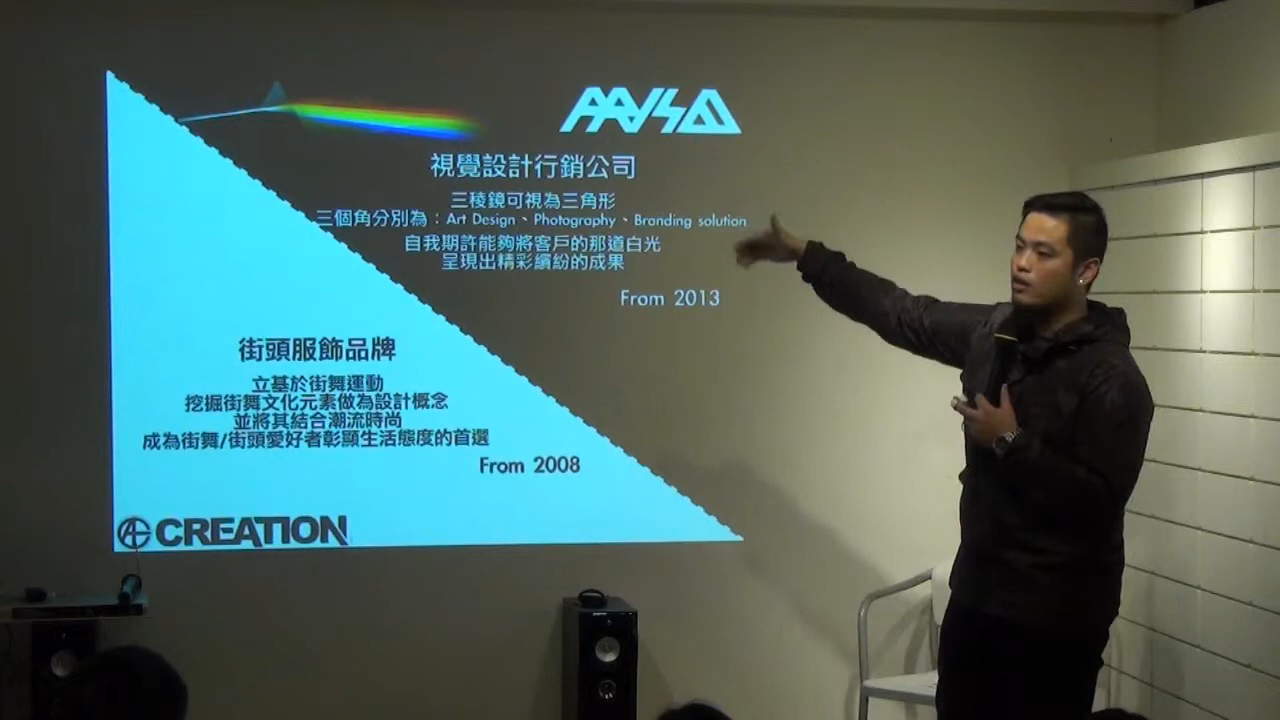 視覺設計行銷公司
三稜鏡可視為三角形
三個角分別為：Art Design、Photography、Branding solution
自我期許能夠將客戶的那道白光
呈現出精彩繽紛的成果
From 2013
街頭服飾品牌
立基於街舞運動
挖掘街舞文化元素做為設計概念
並將其結合潮流時尚
成為街舞/街頭愛好者彰顯生活態度的首選
From 2008
CREATION